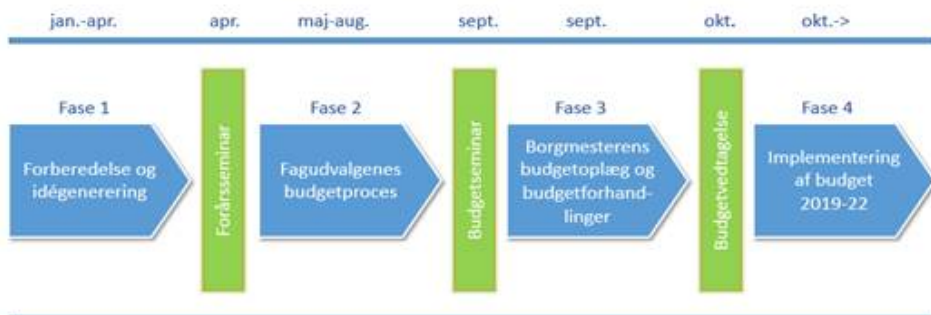 jan.-apr.
apr.
maj-aug.
sept.
sept.
okt.
okt.->
Fase 1
Forberedelse og
idégenerering
Forårsseminar
Fase 2
Fagudvalgenes
budgetproces
Budgetseminar
Fase 3
Borgmesterens
budgetoplæg og
budgetforhand-
linger
Budgetvedtagelse
Fase 4
Implementering
af budget
2019-22